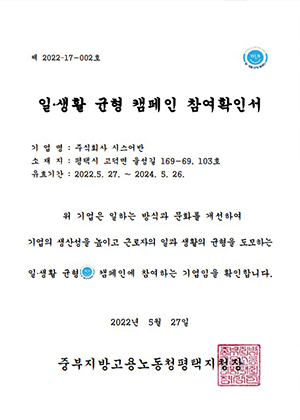 제 2022-17-002호
일·생활 균형 캠페인 참여확인서
기 업 명 : 주식회사 시스어반
소 재 지 : 평택시 고덕면 을성길 169-69. 103호
유효기간 : 2022.5. 27. ~ 2024. 5. 26.
위 기업은 일하는 방식과 문화를 개선하여
기업의 생산성을 높이고 근로자의 일과 생활의 균형을 도모하는
일·생활 균형 캠페인에 참여하는 기업임을 확인합니다.
2022년 5월 27일
중부지방고용노동청평택지청장